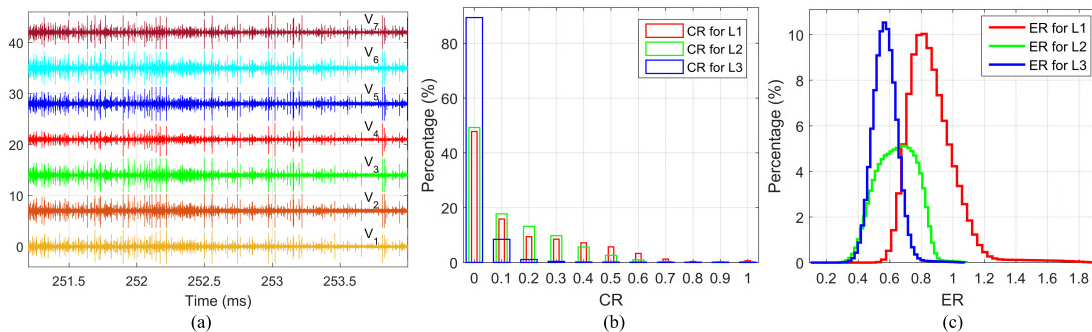 40
30
20
10
0
V7
V6
V5
V4
V3
V2
V1
251.5 252 252.5 253 253.5
Time (ms)
(a)
Percentage (%)
80
60
40
20
0
CR for L1
CR for L2
CR for L3
0 0.1 0.2 0.3 0.4 0.5 0.6 0.7 0.8 0.9 1
CR
(b)
Percentage (%)
10
8
6
4
2
0
ER for L1
ER for L2
ER for L3
0.2 0.4 0.6 0.8 1 1.2 1.4 1.6 1.8
ER
(c)